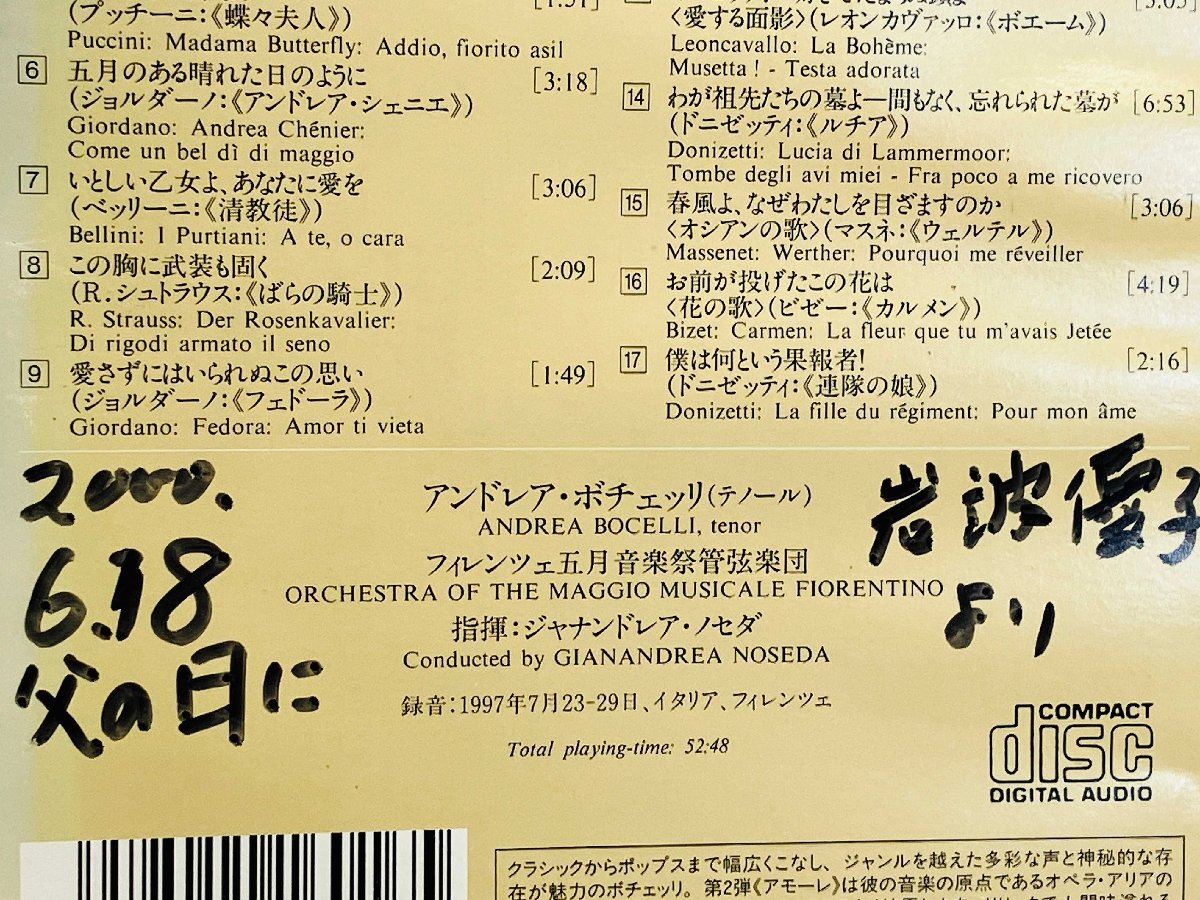 (プッチーニ:《蝶々夫人》)
Puccini: Madama Butterfly: Addio, fiorito asil
6 五月のある晴れた日のように [3:18]
(ジョルダーノ:《アンドレア・シェニエ》)
Giordano: Andrea Chénier:
Come un bel dì di maggio
7 いとしい乙女よ、あなたに愛を [3:06]
(ベッリーニ:《清教徒》)
Bellini: I Purtiani: A te, o cara
8 この胸に武装も固く [2:09]
(R.シュトラウス:《ばらの騎士》)
R. Strauss: Der Rosenkavalier:
Di rigodi armato il seno
9 愛さずにはいられぬこの思い [1:49]
(ジョルダーノ:《フェドーラ》)
Giordano: Fedora: Amor ti vieta
〈愛する面影〉(レオンカヴァッロ:《ボエーム》)
Leoncavallo: La Bohème:
Musetta ! - Testa adorata
14 わが祖先たちの墓よ—間もなく、忘れられた墓が [6:53]
(ドニゼッティ:《ルチア》)
Donizetti: Lucia di Lammermoor:
Tombe degli avi miei - Fra poco a me ricovero
15 春風よ、なぜわたしを目ざますのか [3:06]
〈オシアンの歌〉(マスネ:《ウェルテル》)
Massenet: Werther: Pourquoi me réveiller
16 お前が投げたこの花は [4:19]
〈花の歌〉(ビゼー:《カルメン》)
Bizet: Carmen: La fleur que tu m'avais Jetée
17 僕は何という果報者! [2:16]
(ドニゼッティ:《連隊の娘》)
Donizetti: La fille du régiment: Pour mon âme
2000.
6.18
父の日に
アンドレア・ボチェッリ(テノール)
ANDREA BOCELLI, tenor
フィレンツェ五月音楽祭管弦楽団
ORCHESTRA OF THE MAGGIO MUSICALE FIORENTINO
指揮:ジャナンドレア・ノセダ
Conducted by GIANANDREA NOSEDA
録音:1997年7月23-29日、イタリア、フィレンツェ
Total playing-time: 52:48
岩波優子
より
COMPACT
disc
DIGITAL AUDIO
クラシックからポップスまで幅広くこなし、ジャンルを越えた多彩な声と神秘的な存
在が魅力のボチェッリ。第2弾《アモーレ》は彼の音楽の原点であるオペラ・アリアの